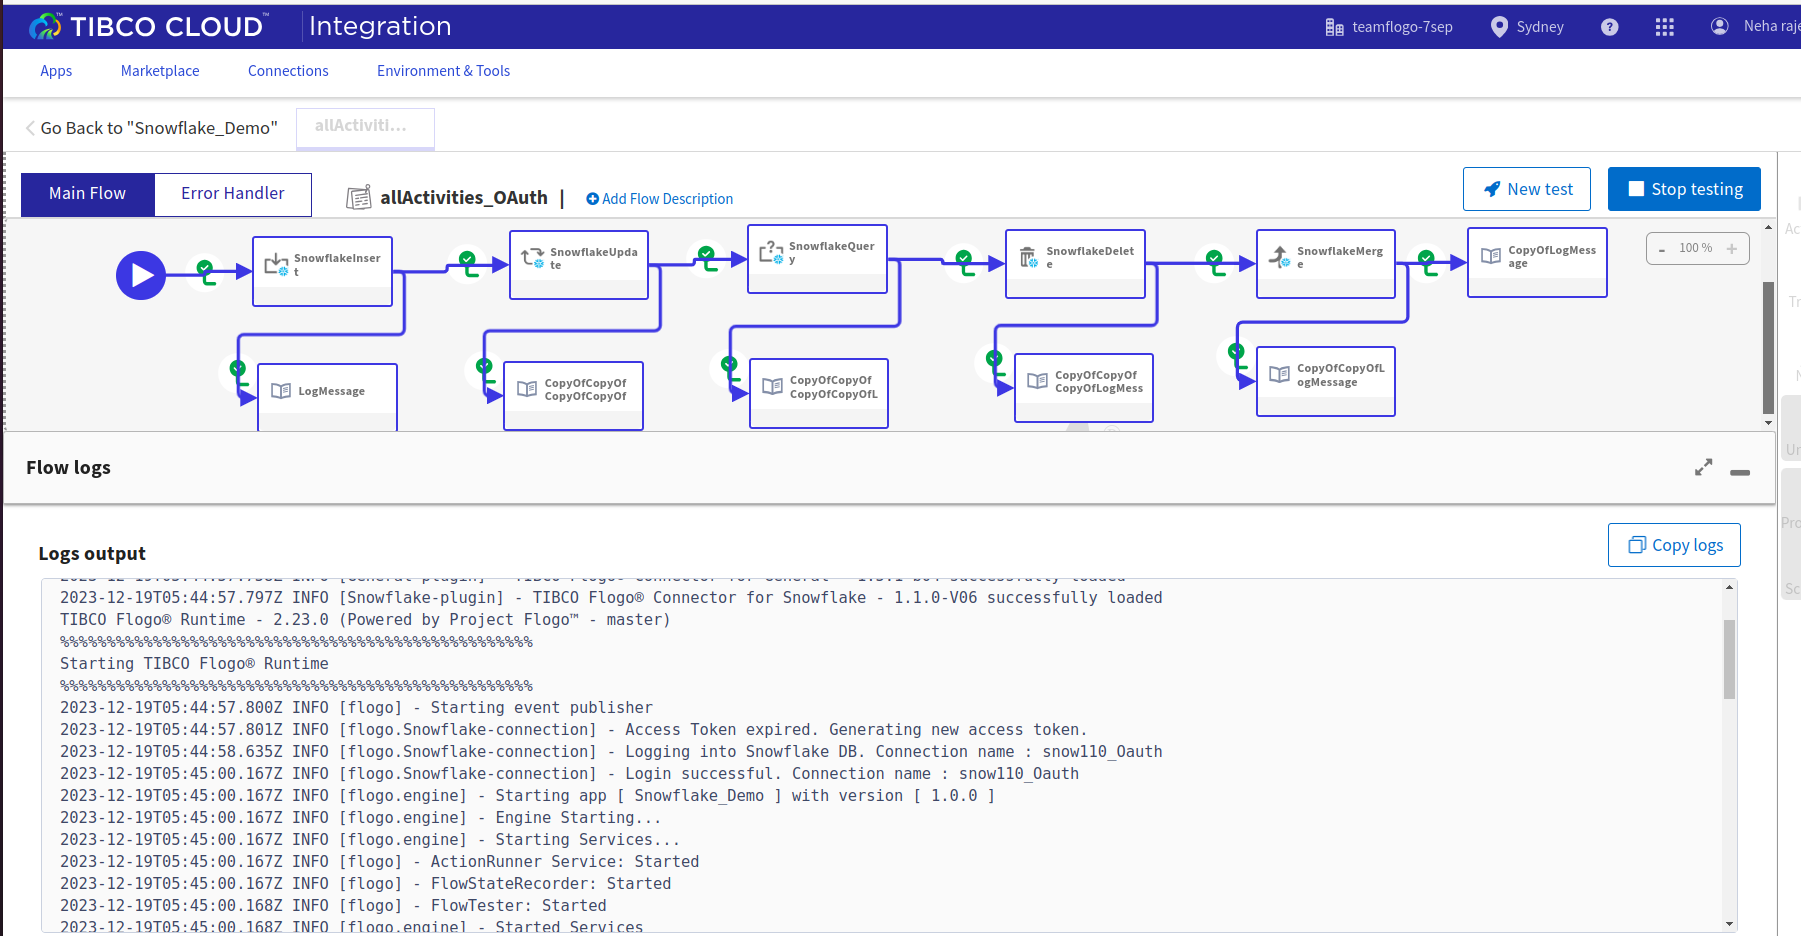 TIBCO CLOUD™ Integration
teamflogo-7sep
Sydney
?
Neha raje
Apps
Marketplace
Connections
Environment & Tools
Go Back to "Snowflake_Demo"
allActiviti...
Main Flow
Error Handler
allActivities_OAuth |
Add Flow Description
New test
Stop testing
- 100 % +
SnowflakeInser
t
SnowflakeUpda
te
SnowflakeQuer
y
SnowflakeDelet
e
SnowflakeMerg
e
CopyOfLogMess
age
LogMessage
CopyOfCopyOf
CopyOfCopyOf
CopyOfCopyOf
CopyOfCopyOfL
CopyOfCopyOf
CopyOfLogMess
CopyOfCopyOfL
ogMessage
Flow logs
Logs output
Copy logs
2023-12-19T05:44:57.797Z INFO [Snowflake-plugin] - TIBCO Flogo® Connector for Snowflake - 1.1.0-V06 successfully loaded
TIBCO Flogo® Runtime - 2.23.0 (Powered by Project Flogo™ - master)
%%%%%%%%%%%%%%%%%%%%%%%%%%%%%%%%%%%%%%%%%%%%%%%%%%%
Starting TIBCO Flogo® Runtime
%%%%%%%%%%%%%%%%%%%%%%%%%%%%%%%%%%%%%%%%%%%%%%%%%%%
2023-12-19T05:44:57.800Z INFO [flogo] - Starting event publisher
2023-12-19T05:44:57.801Z INFO [flogo.Snowflake-connection] - Access Token expired. Generating new access token.
2023-12-19T05:44:58.635Z INFO [flogo.Snowflake-connection] - Logging into Snowflake DB. Connection name : snow110_Oauth
2023-12-19T05:45:00.167Z INFO [flogo.Snowflake-connection] - Login successful. Connection name : snow110_Oauth
2023-12-19T05:45:00.167Z INFO [flogo.engine] - Starting app [ Snowflake_Demo ] with version [ 1.0.0 ]
2023-12-19T05:45:00.167Z INFO [flogo.engine] - Engine Starting...
2023-12-19T05:45:00.167Z INFO [flogo.engine] - Starting Services...
2023-12-19T05:45:00.167Z INFO [flogo] - ActionRunner Service: Started
2023-12-19T05:45:00.167Z INFO [flogo] - FlowStateRecorder: Started
2023-12-19T05:45:00.168Z INFO [flogo] - FlowTester: Started
2023-12-19T05:45:00.168Z INFO [flogo.engine] - Started Services